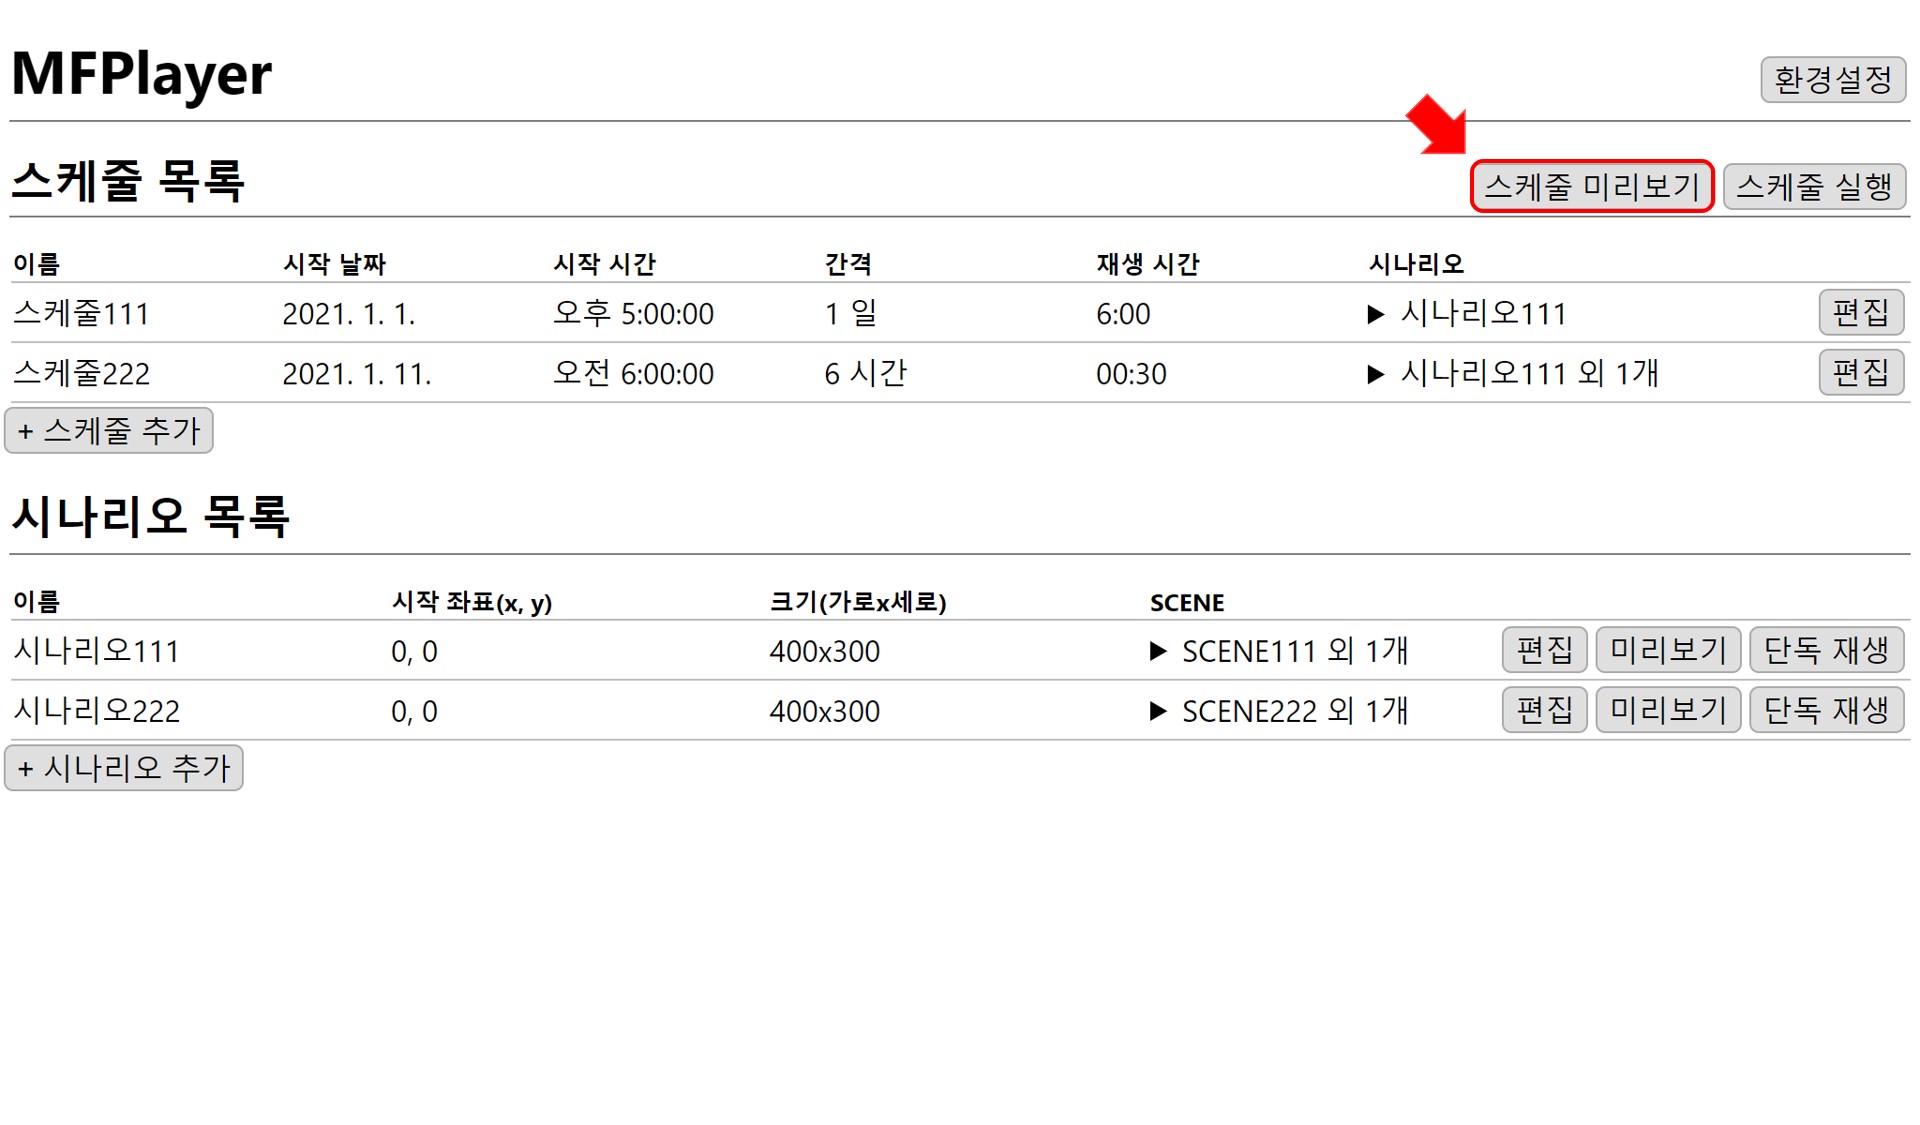 MFPlayer
환경설정
스케줄 목록
스케줄 미리보기 스케줄 실행
이름 시작 날짜 시작 시간 간격 재생 시간 시나리오
스케줄111 2021. 1. 1. 오후 5:00:00 1 일 6:00 ▶ 시나리오111 편집
스케줄222 2021. 1. 11. 오전 6:00:00 6 시간 00:30 ▶ 시나리오111 외 1개 편집
+ 스케줄 추가
시나리오 목록
이름 시작 좌표(x, y) 크기(가로x세로) SCENE
시나리오111 0, 0 400x300 ▶ SCENE111 외 1개 편집 미리보기 단독 재생
시나리오222 0, 0 400x300 ▶ SCENE222 외 1개 편집 미리보기 단독 재생
+ 시나리오 추가